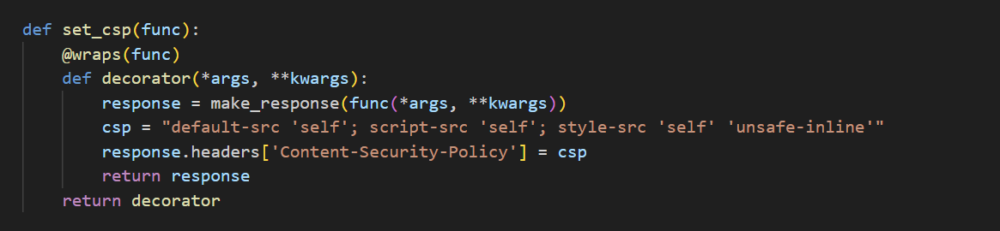 def set_csp(func):
    @wraps(func)
    def decorator(*args, **kwargs):
        response = make_response(func(*args, **kwargs))
        csp = "default-src 'self'; script-src 'self'; style-src 'self' 'unsafe-inline'"
        response.headers['Content-Security-Policy'] = csp
        return response
    return decorator